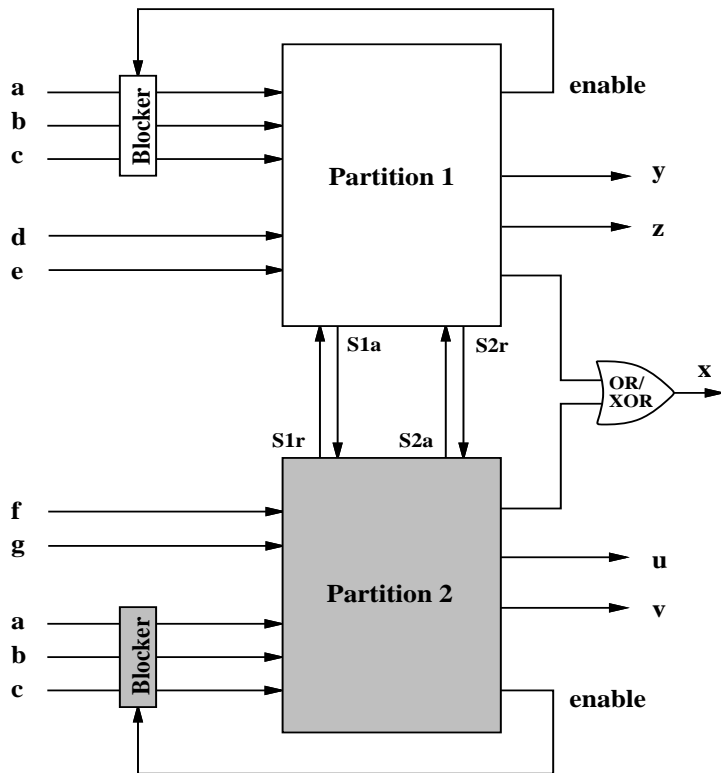 a
enable
b
Blocker
c
Partition 1
y
d
z
e
S1a
S2r
x
OR/
XOR
S1r
S2a
f
g
u
Partition 2
a
v
b
Blocker
c
enable